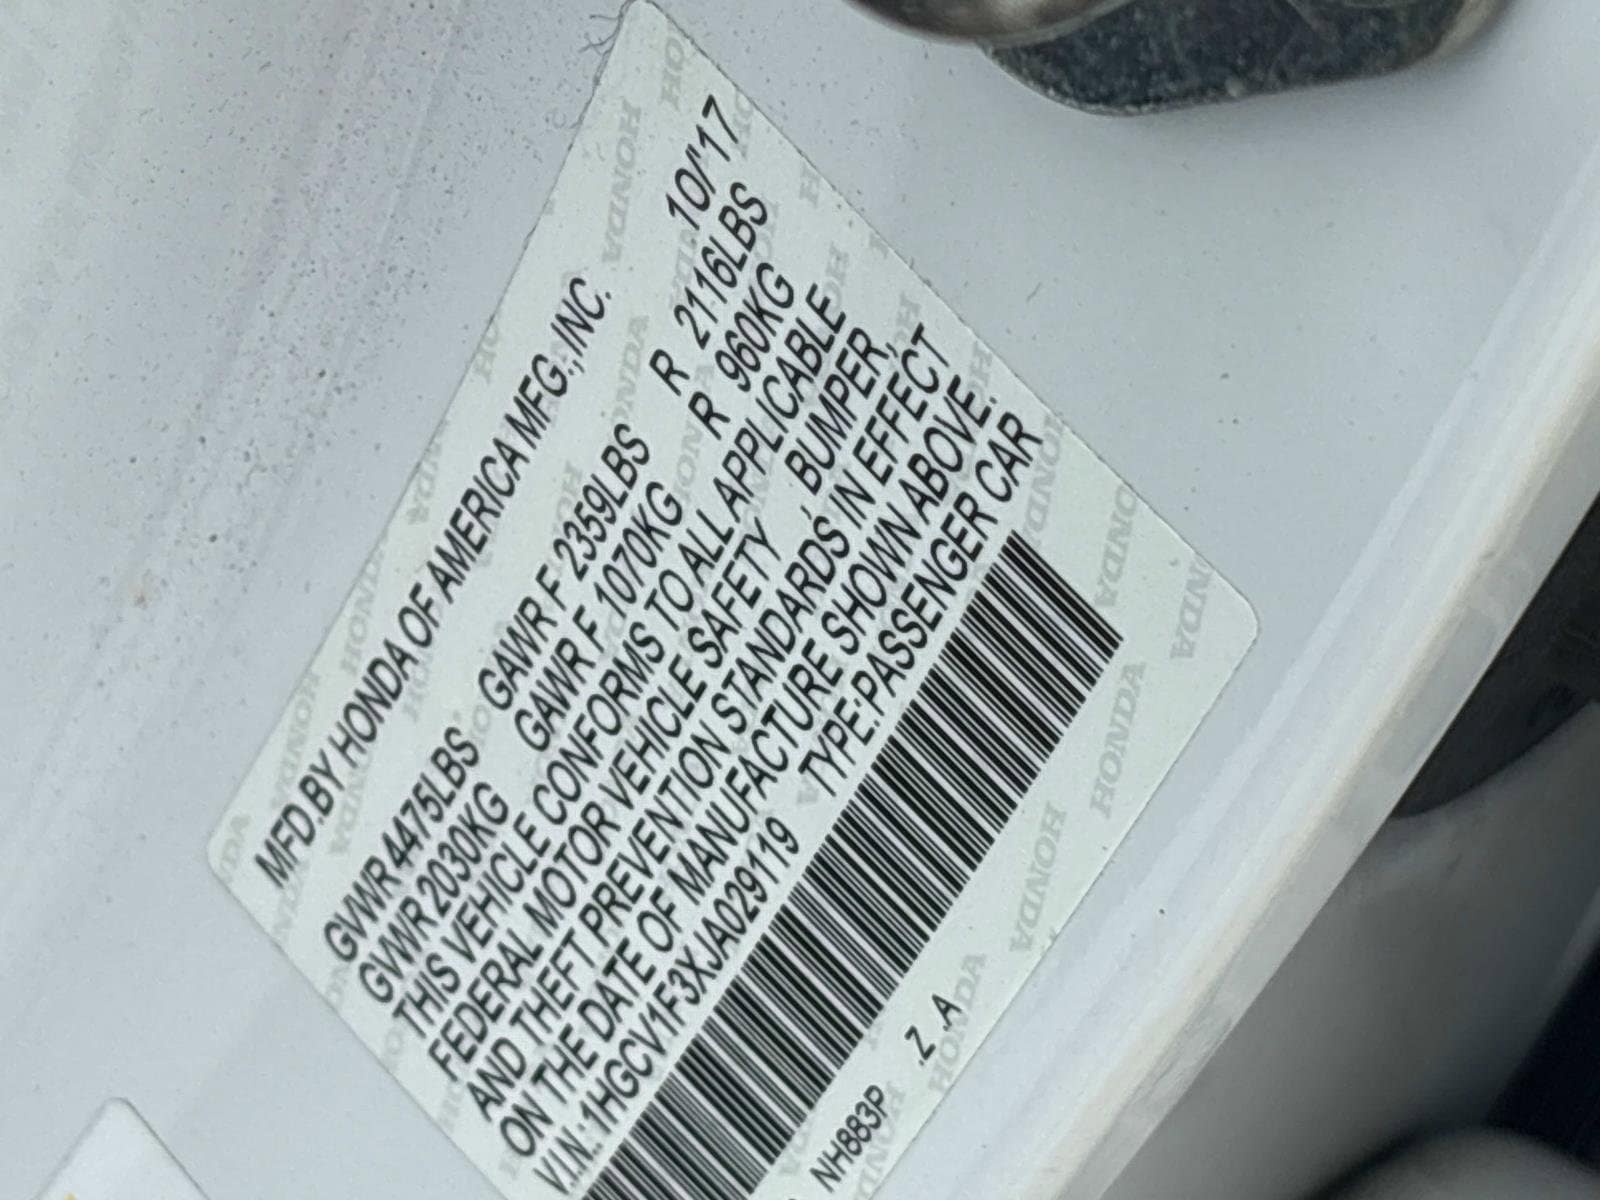 MFD.BY HONDA OF AMERICA MFG.,INC. 10/'17
GVWR 4475LBS GAWR F 2359LBS R 2116LBS
GVWR 2030KG GAWR F 1070KG R 960KG
THIS VEHICLE CONFORMS TO ALL APPLICABLE
FEDERAL MOTOR VEHICLE SAFETY , BUMPER,
AND THEFT PREVENTION STANDARDS IN EFFECT
ON THE DATE OF MANUFACTURE SHOWN ABOVE.
V.I.N.:1HGCV1F3XJA029119 TYPE:PASSENGER CAR
NH883P .Z .A